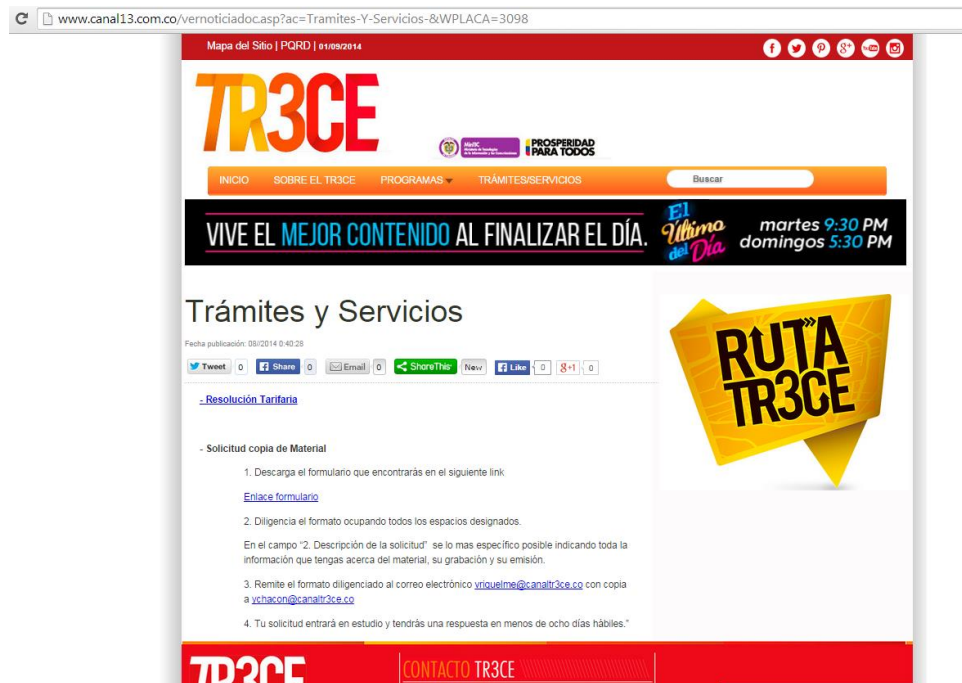 www.canal13.com.co/vernoticiadoc.asp?ac=Tramites-Y-Servicios-&WPLACA=3098
Mapa del Sitio | PQRD | 01/09/2014
TR3CE
MinTIC
PROSPERIDAD
PARA TODOS
INICIO SOBRE EL TR3CE PROGRAMAS TRÁMITES/SERVICIOS Buscar
VIVE EL MEJOR CONTENIDO AL FINALIZAR EL DÍA.
El Último del Día
martes 9:30 PM
domingos 5:30 PM
Trámites y Servicios
Fecha publicación: 08//2014 0:40:28
Tweet 0 Share 0 Email 0 ShareThis New Like 0 g+1 0
- Resolución Tarifaria
- Solicitud copia de Material
1. Descarga el formulario que encontrarás en el siguiente link
Enlace formulario
2. Diligencia el formato ocupando todos los espacios designados.
En el campo “2. Descripción de la solicitud” se lo mas específico posible indicando toda la
información que tengas acerca del material, su grabación y su emisión.
3. Remite el formato diligenciado al correo electrónico vriquelme@canaltr3ce.co con copia
a ychacon@canaltr3ce.co
4. Tu solicitud entrará en estudio y tendrás una respuesta en menos de ocho días hábiles.”
RUTA
TR3CE
TR3CE
CONTACTO TR3CE